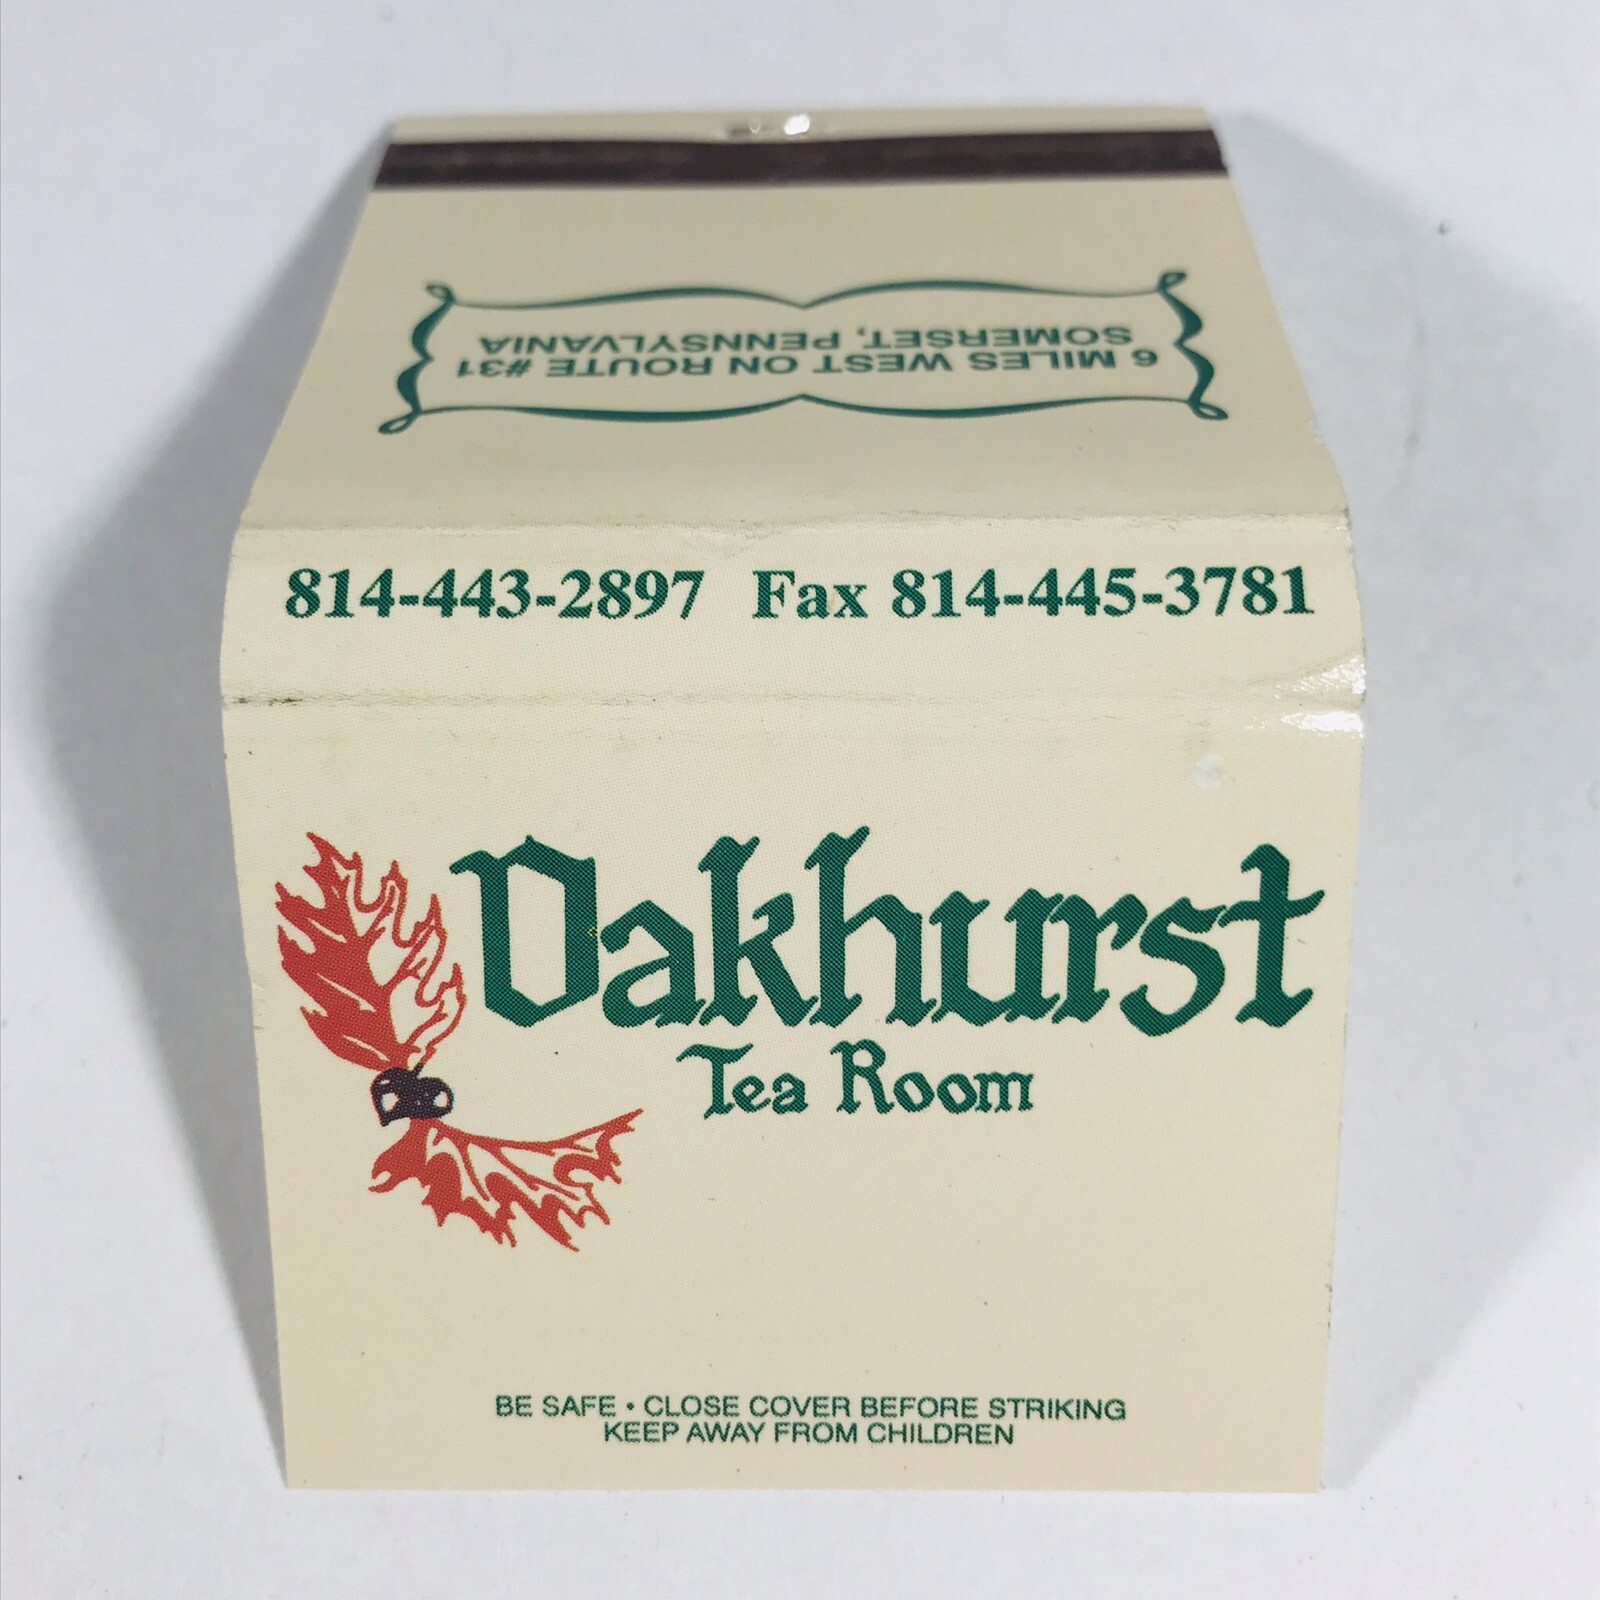 6 MILES WEST ON ROUTE #31
SOMERSET, PENNSYLVANIA
814-443-2897 Fax 814-445-3781
Oakhurst
Tea Room
BE SAFE • CLOSE COVER BEFORE STRIKING
KEEP AWAY FROM CHILDREN